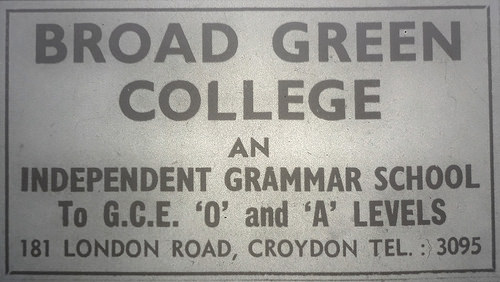 BROAD GREEN
COLLEGE
AN
INDEPENDENT GRAMMAR SCHOOL
To G.C.E. 'O' and 'A' LEVELS
181 LONDON ROAD, CROYDON TEL. : 3095